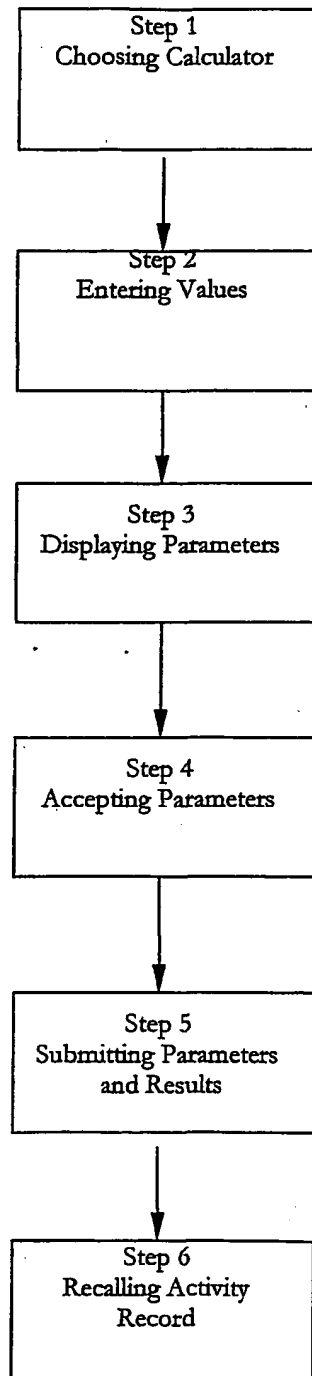 Step 1
Choosing Calculator
Step 2
Entering Values
Step 3
Displaying Parameters
Step 4
Accepting Parameters
Step 5
Submitting Parameters
and Results
Step 6
Recalling Activity
Record